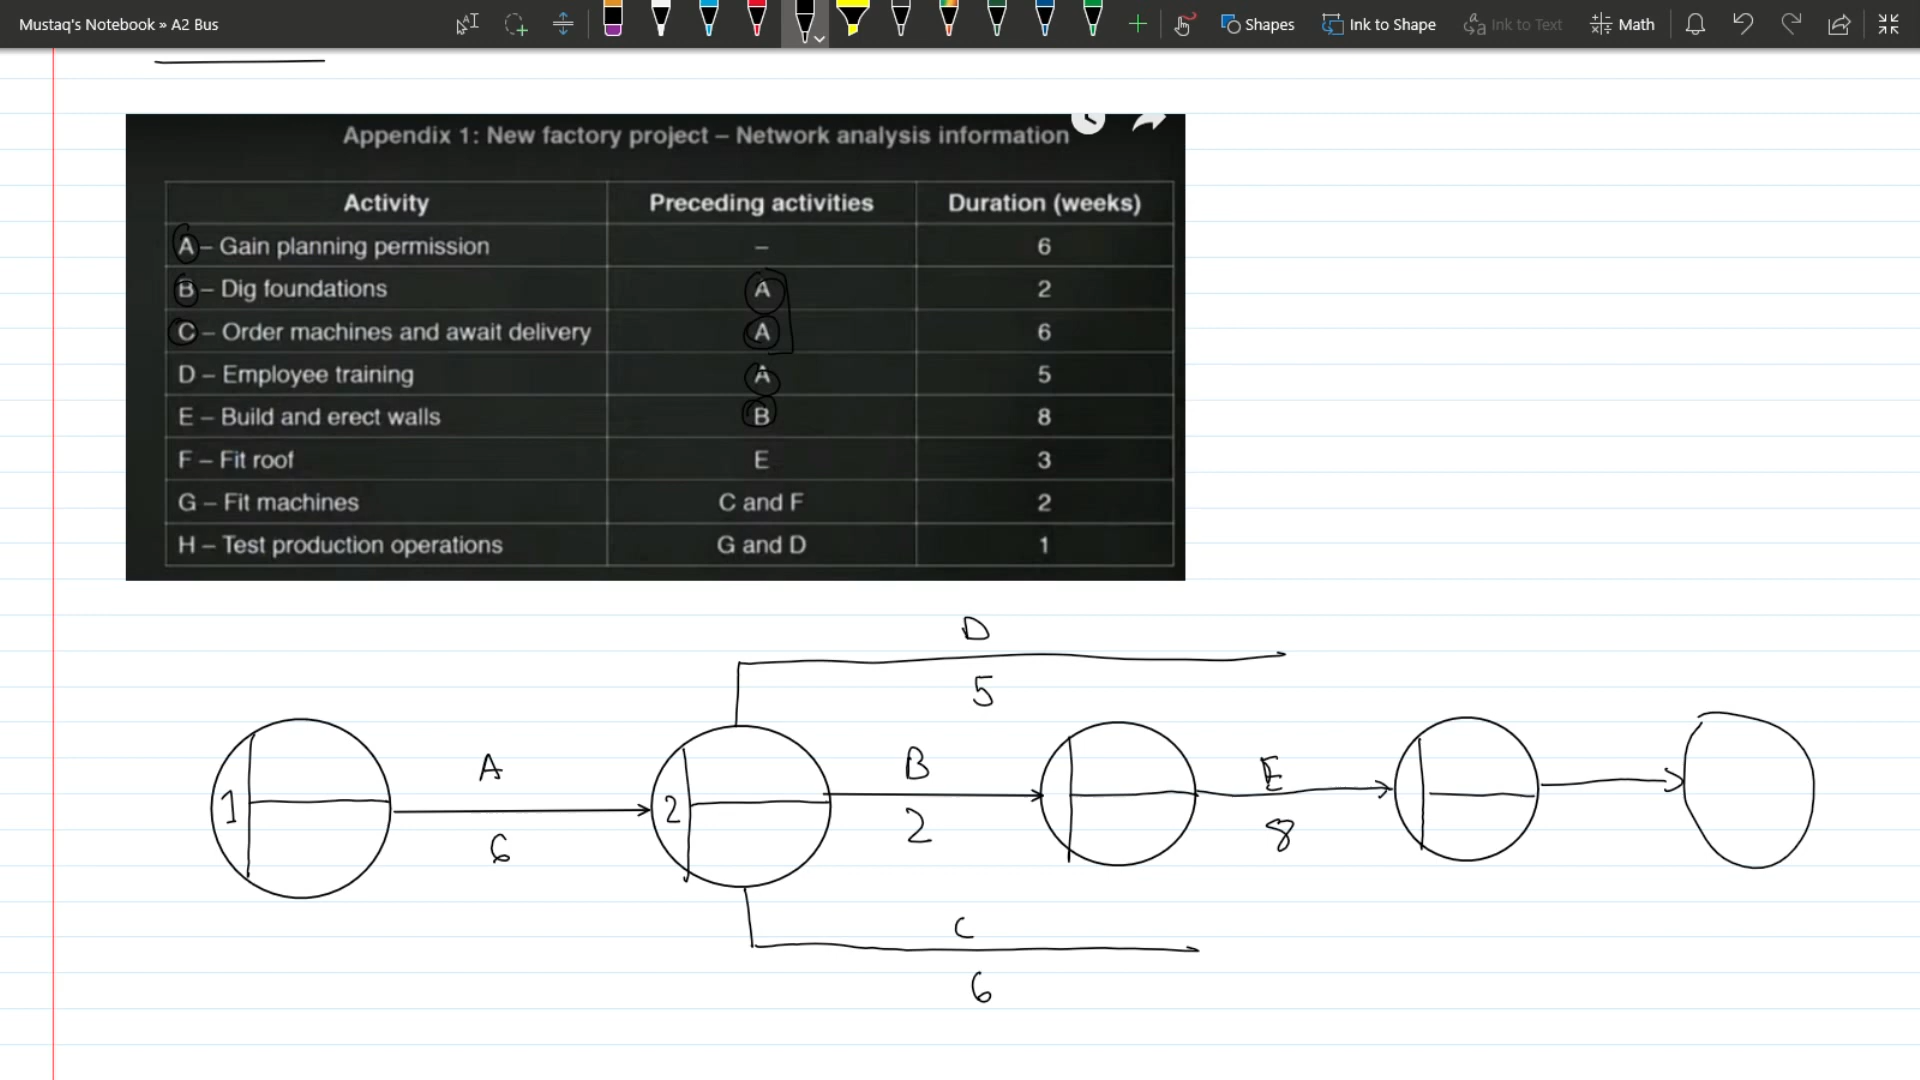 Mustaq's Notebook » A2 Bus
Shapes Ink to Shape Ink to Text Math
Appendix 1: New factory project – Network analysis information
Activity Preceding activities Duration (weeks)
A – Gain planning permission – 6
B – Dig foundations A 2
C – Order machines and await delivery A 6
D – Employee training A 5
E – Build and erect walls B 8
F – Fit roof E 3
G – Fit machines C and F 2
H – Test production operations G and D 1
D
5
A B E
1 2
6 2 8
C
6